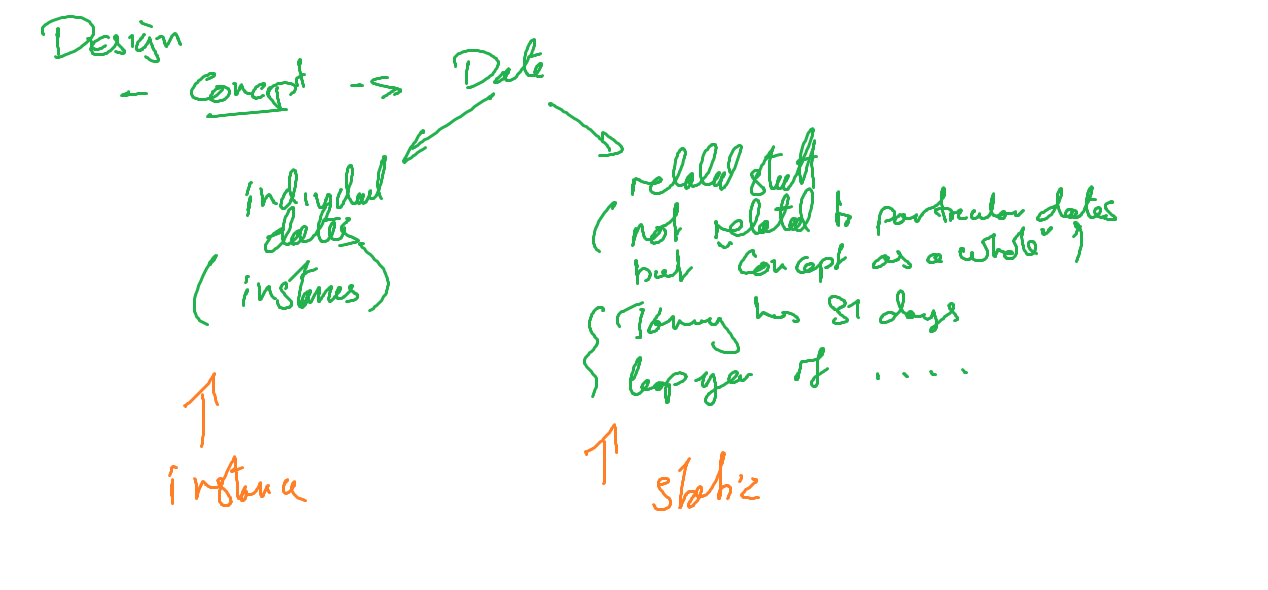 Design
- Concept -> Date
individual
dates
(instances)
related stuff
(not related to particular dates
but "concept as a whole")
{ January has 31 days
leap year if ....
instance
static